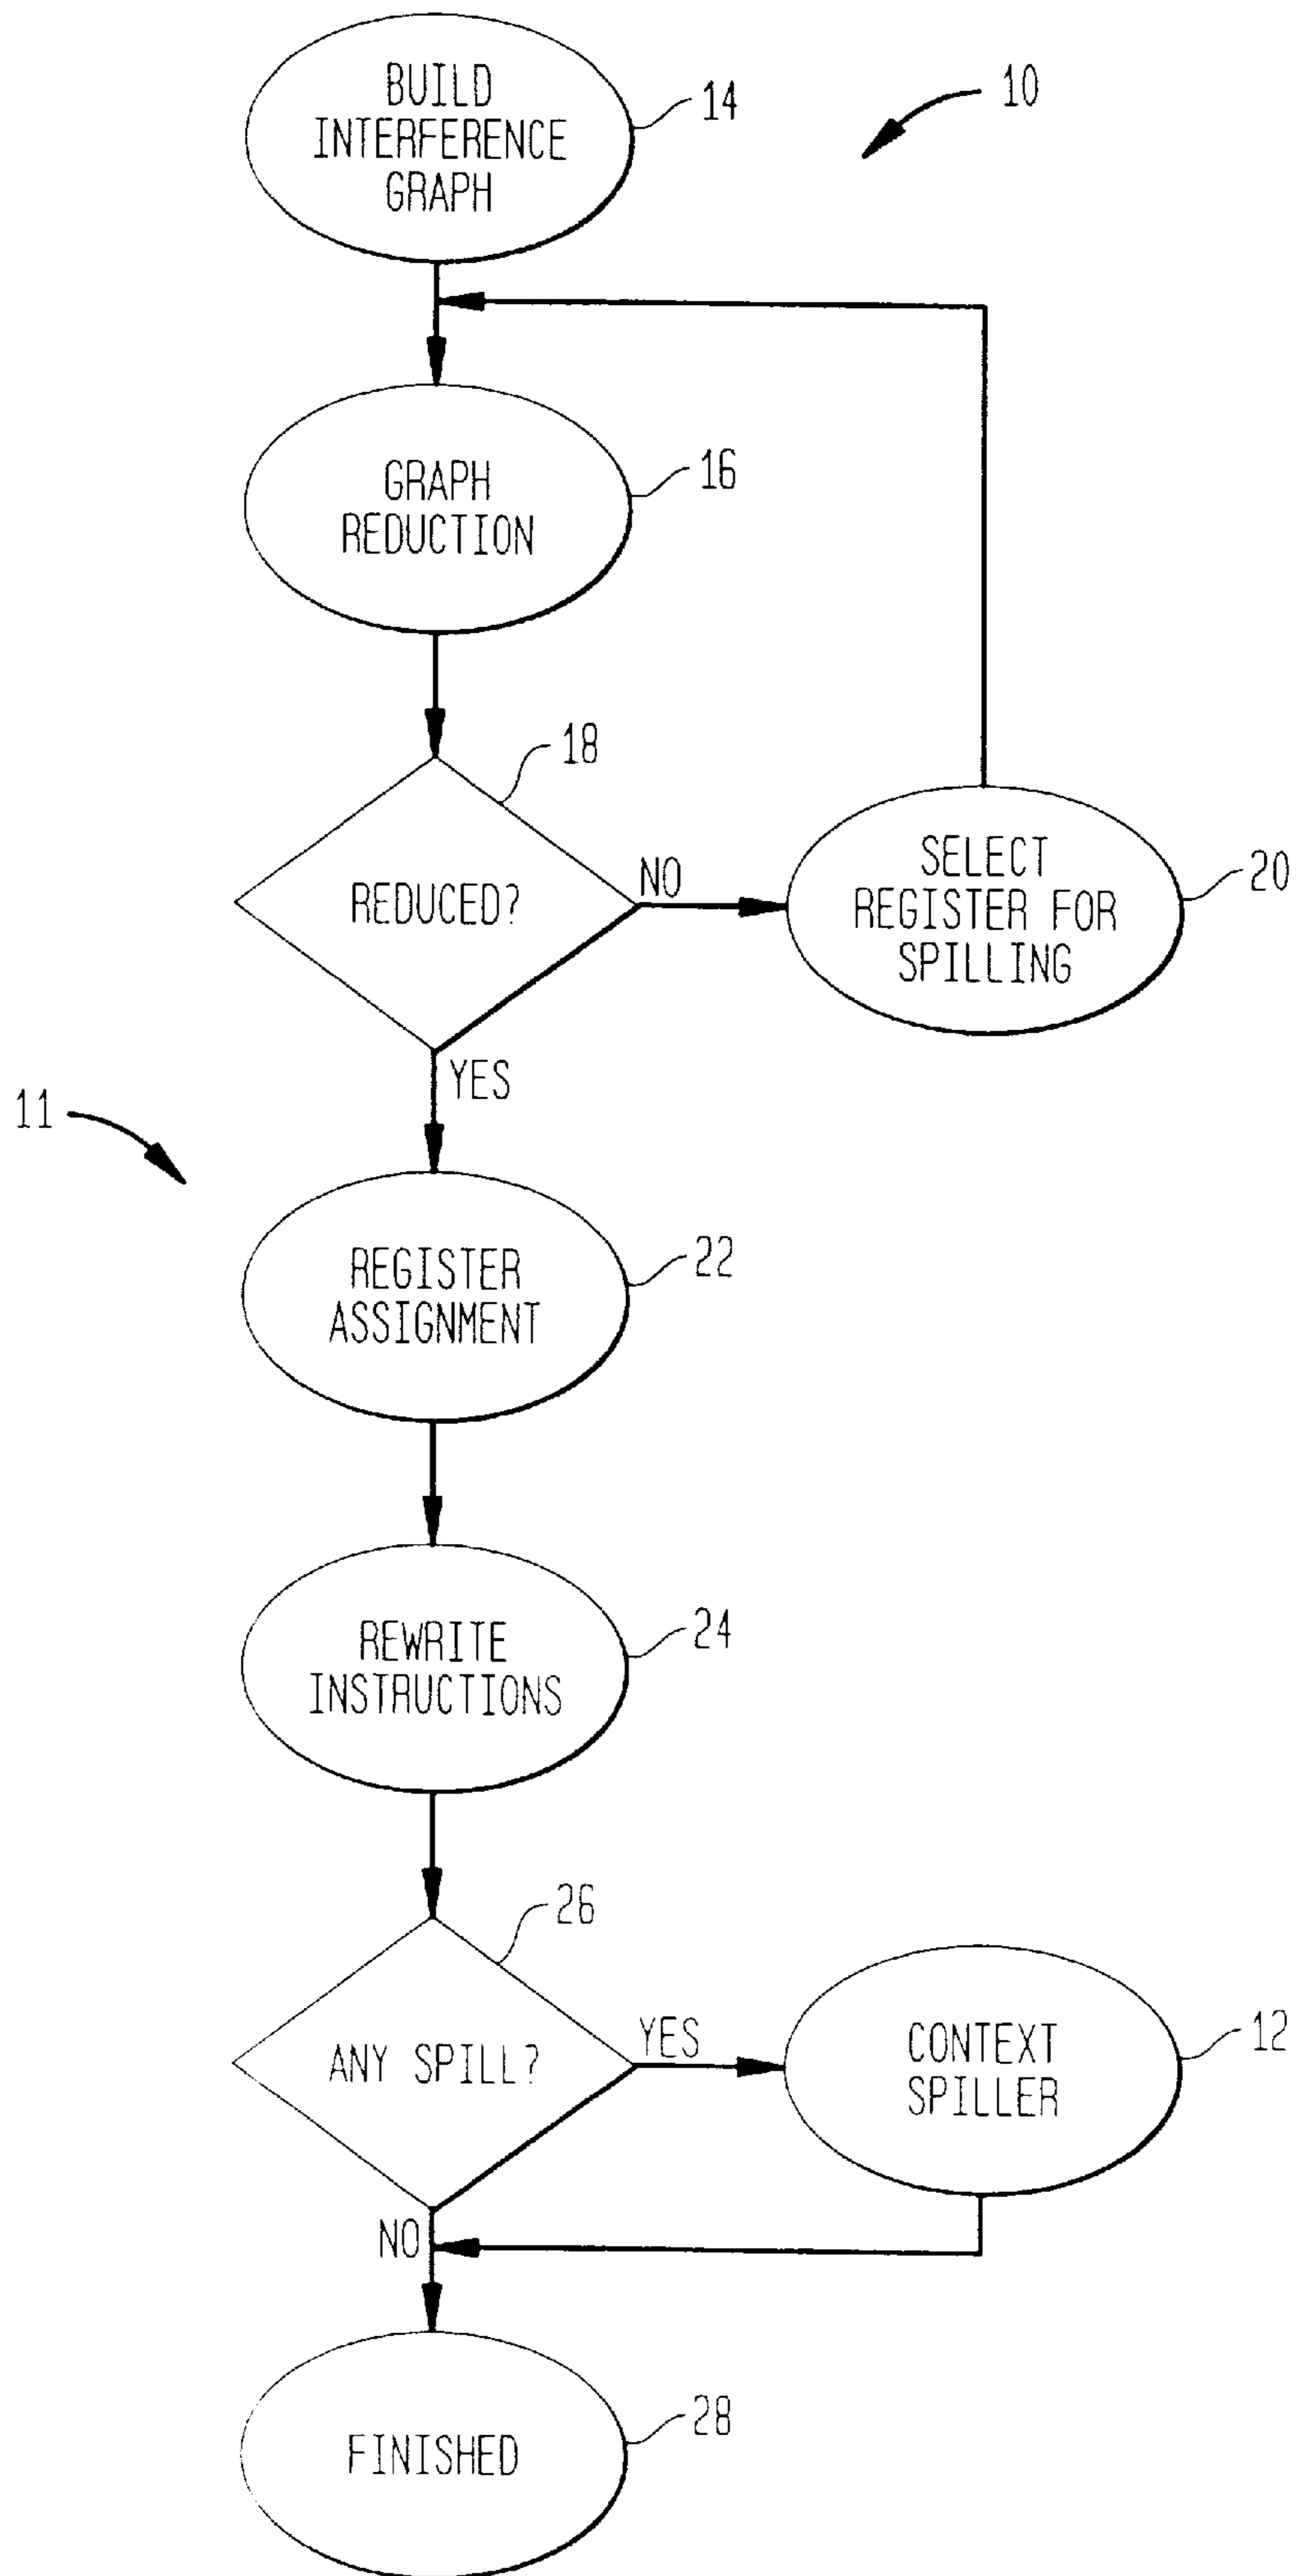 BUILD
INTERFERENCE
GRAPH
14
10
GRAPH
REDUCTION
16
18
REDUCED?
NO
SELECT
REGISTER FOR
SPILLING
20
YES
11
REGISTER
ASSIGNMENT
22
REWRITE
INSTRUCTIONS
24
26
ANY SPILL?
YES
CONTEXT
SPILLER
12
NO
FINISHED
28